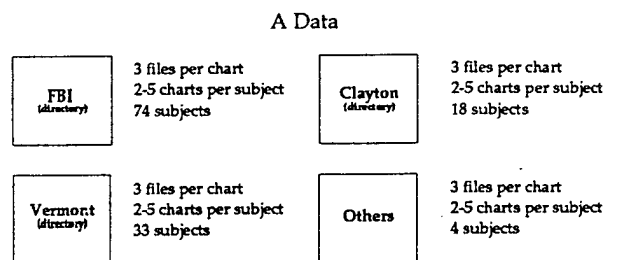 A Data
FBI
(directory)
3 files per chart
2-5 charts per subject
74 subjects
Clayton
(directory)
3 files per chart
2-5 charts per subject
18 subjects
Vermont
(directory)
3 files per chart
2-5 charts per subject
33 subjects
Others
3 files per chart
2-5 charts per subject
4 subjects